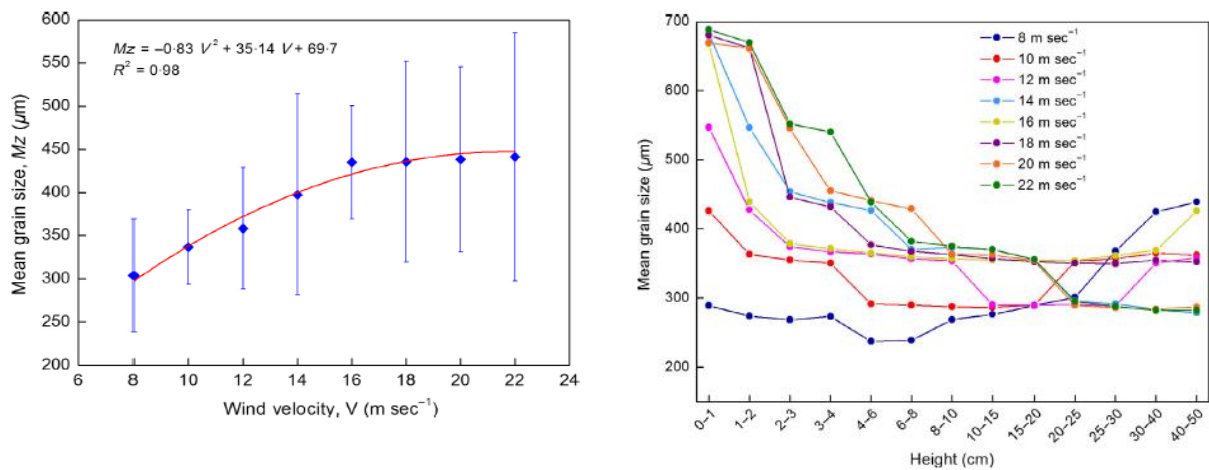 600
550
500
450
400
350
300
250
200
Mean grain size, Mz (µm)
Mz = −0·83 V² + 35·14 V + 69·7
R² = 0·98
6 8 10 12 14 16 18 20 22 24
Wind velocity, V (m sec⁻¹)
700
600
500
400
300
200
Mean grain size (µm)
8 m sec⁻¹
10 m sec⁻¹
12 m sec⁻¹
14 m sec⁻¹
16 m sec⁻¹
18 m sec⁻¹
20 m sec⁻¹
22 m sec⁻¹
0–1 1–2 2–3 3–4 4–6 6–8 8–10 10–15 15–20 20–25 25–30 30–40 40–50
Height (cm)